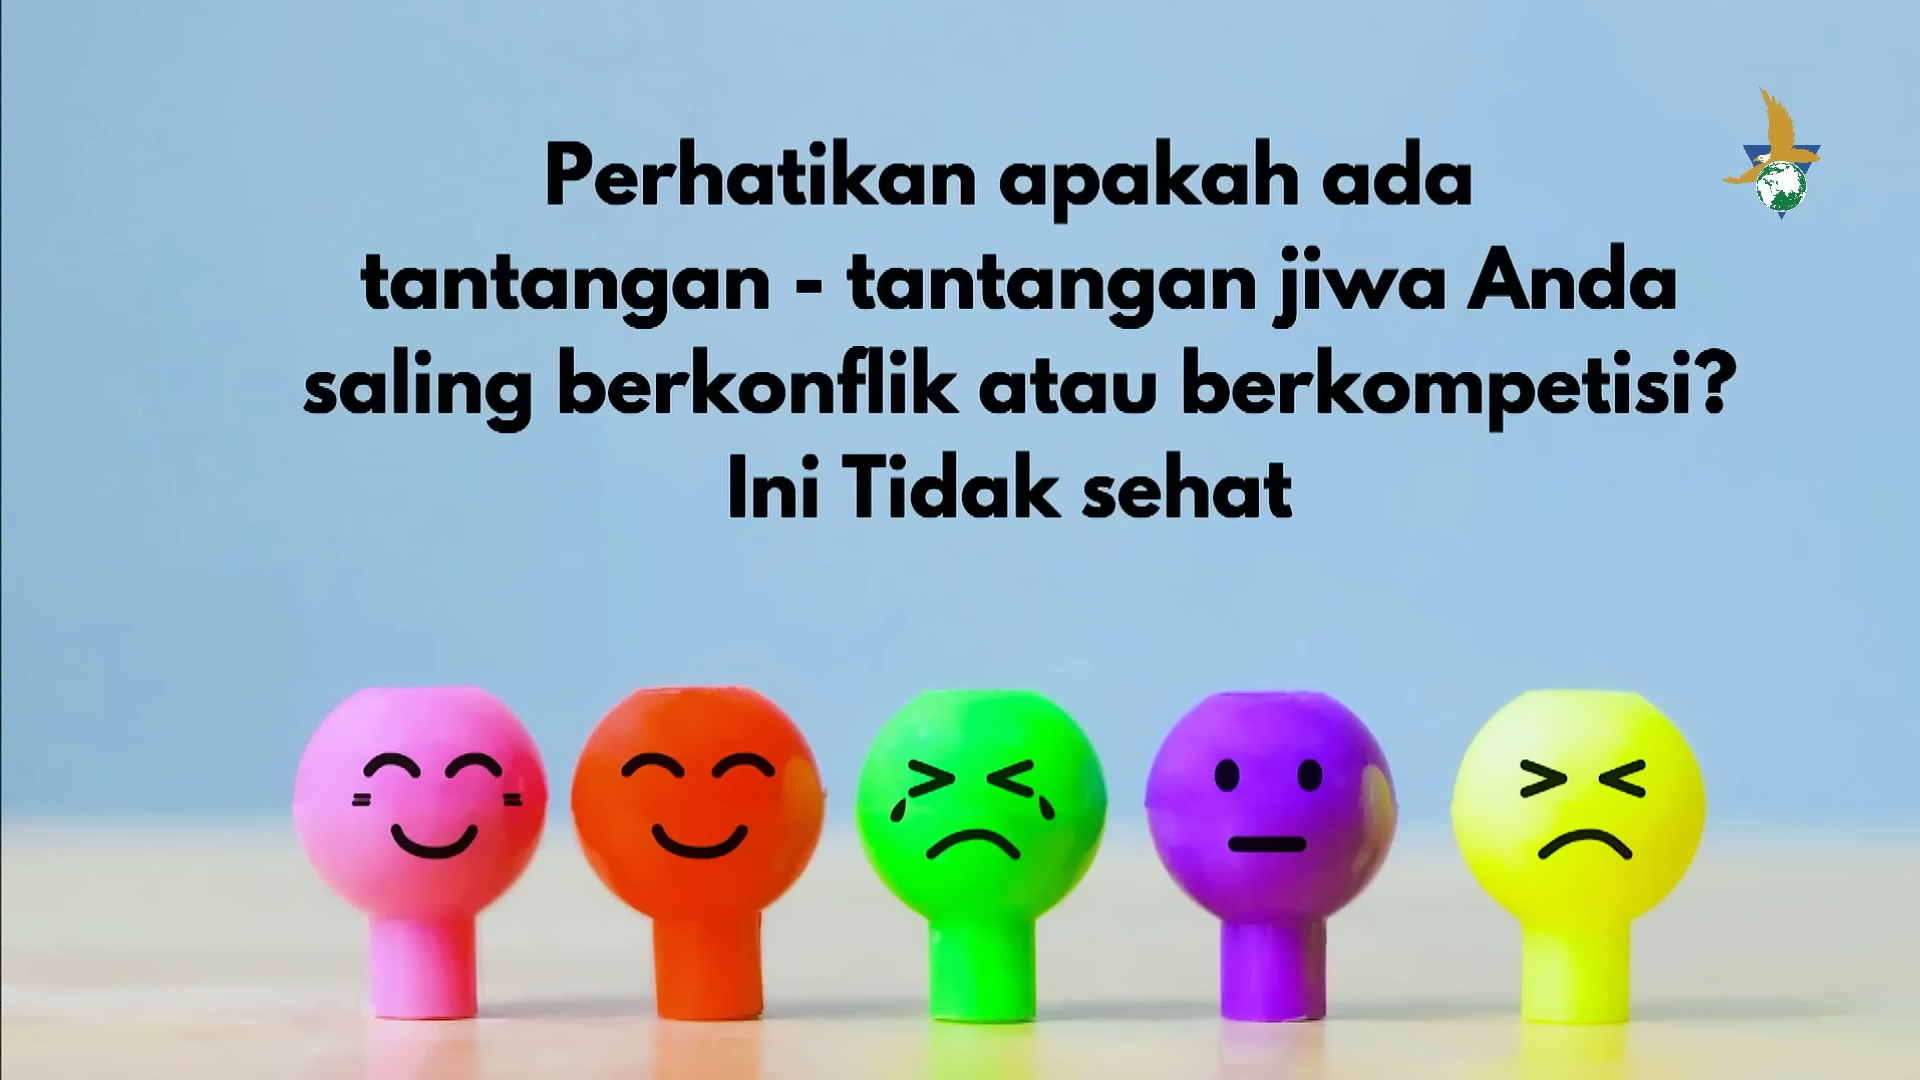 Perhatikan apakah ada
tantangan - tantangan jiwa Anda
saling berkonflik atau berkompetisi?
Ini Tidak sehat